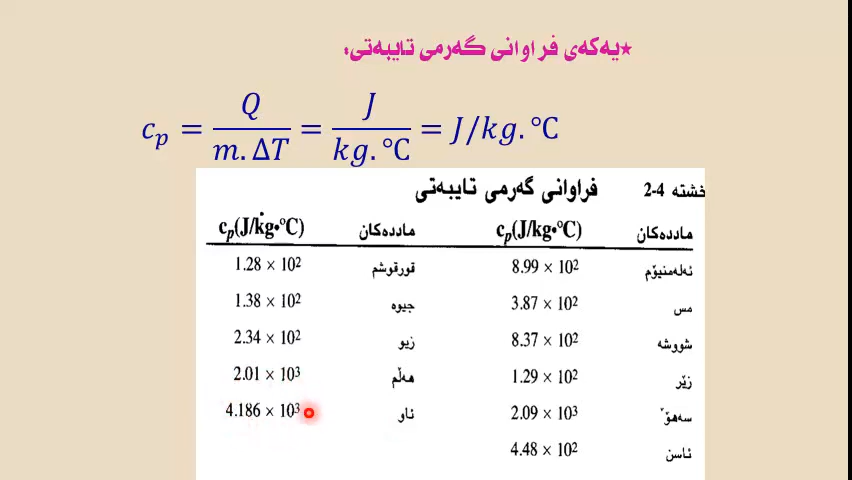 *یەکەی فراوانی گەرمی تایبەتی:
c_p = Q / m.ΔT = J / kg.°C = J/kg.°C
خشتە 4-2 فراوانی گەرمی تایبەتی
ماددەکان c_p(J/kg•°C) ماددەکان c_p(J/kg•°C)
ئەلەمنیۆم 8.99 × 10² قورقوشم 1.28 × 10²
مس 3.87 × 10² جیوە 1.38 × 10²
شووشە 8.37 × 10² زیو 2.34 × 10²
زێڕ 1.29 × 10² هەڵم 2.01 × 10³
سەهۆڵ 2.09 × 10³ ئاو 4.186 × 10³
ئاسن 4.48 × 10²